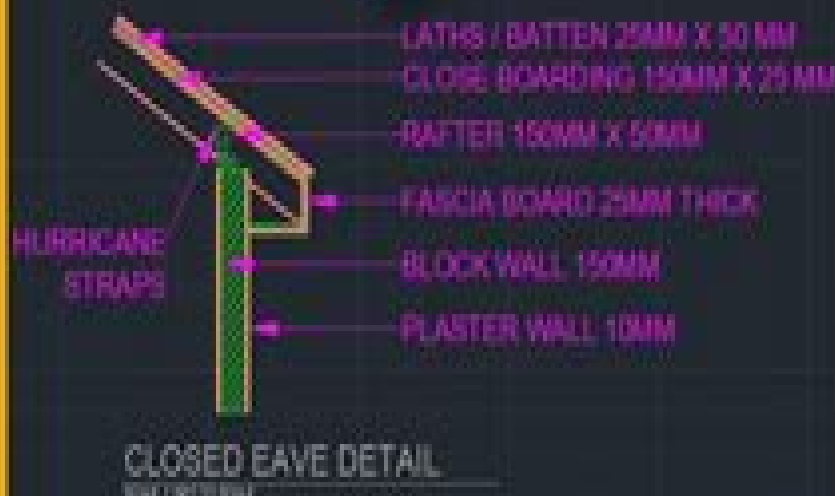 LATHS / BATTEN 25MM X 50 MM
CLOSE BOARDING 150MM X 25 MM
RAFTER 150MM X 50MM
FASCIA BOARD 25MM THICK
HURRICANE
STRAPS
BLOCK WALL 150MM
PLASTER WALL 10MM
CLOSED EAVE DETAIL